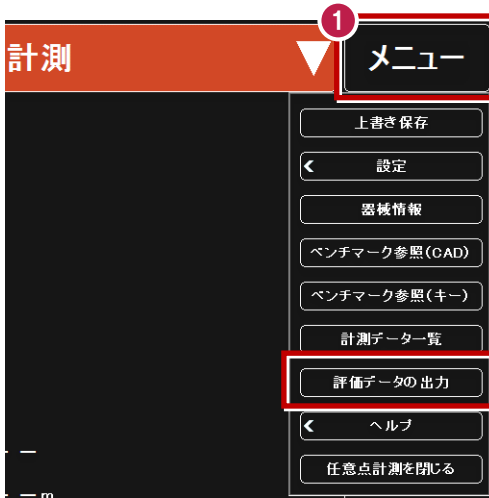 1
計測
メニュー
上書き保存
設定
器械情報
ベンチマーク参照(CAD)
ベンチマーク参照(キー)
計測データ一覧
評価データの出力
ヘルプ
任意点計測を閉じる